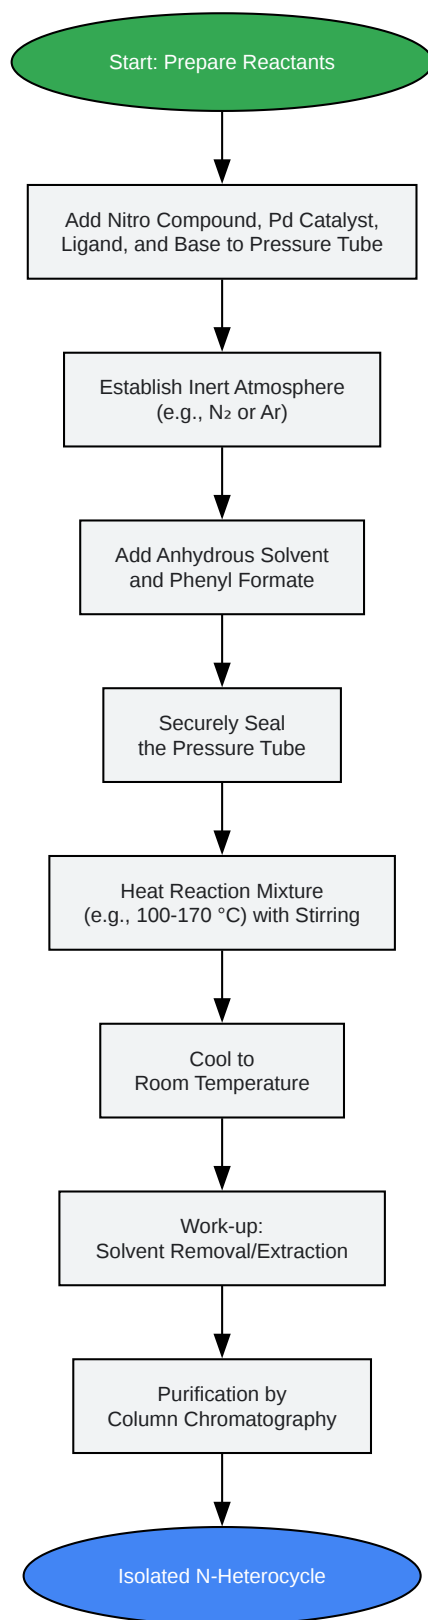 Start: Prepare Reactants
Add Nitro Compound, Pd Catalyst,
Ligand, and Base to Pressure Tube
Establish Inert Atmosphere
(e.g., N₂ or Ar)
Add Anhydrous Solvent
and Phenyl Formate
Securely Seal
the Pressure Tube
Heat Reaction Mixture
(e.g., 100-170 °C) with Stirring
Cool to
Room Temperature
Work-up:
Solvent Removal/Extraction
Purification by
Column Chromatography
Isolated N-Heterocycle